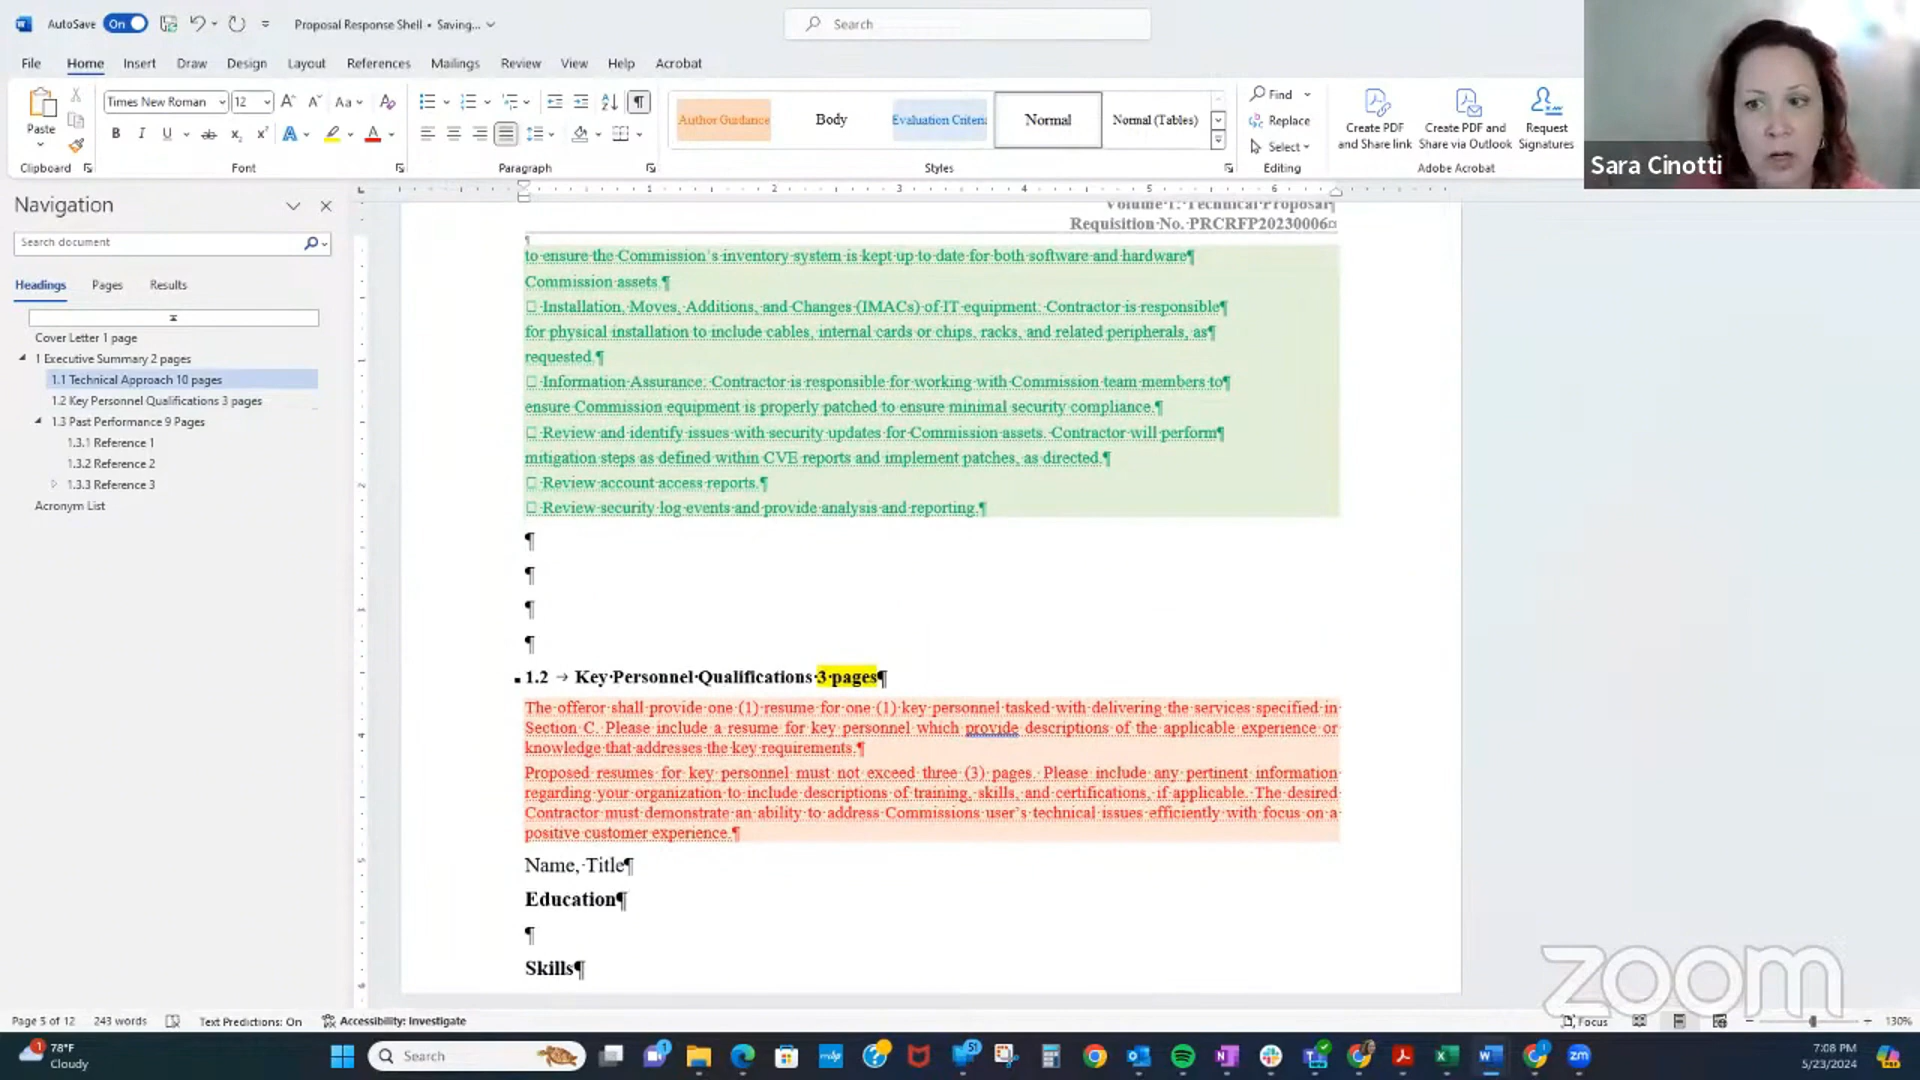 AutoSave On Proposal Response Shell • Saving... Search
File Home Insert Draw Design Layout References Mailings Review View Help Acrobat
Paste Times New Roman 12 Aa Author Guidance Body Evaluation Criteri Normal Normal (Tables) Find Replace Select Create PDF and Share link Create PDF and Share via Outlook Request Signatures
Clipboard Font Paragraph Styles Editing Adobe Acrobat
Sara Cinotti
Navigation
Search document
Headings Pages Results
Cover Letter 1 page
1 Executive Summary 2 pages
1.1 Technical Approach 10 pages
1.2 Key Personnel Qualifications 3 pages
1.3 Past Performance 9 Pages
1.3.1 Reference 1
1.3.2 Reference 2
1.3.3 Reference 3
Acronym List
Volume 1: Technical Proposal¶
Requisition No. PRCRFP20230006¤
¶
to ensure the Commission's inventory system is kept up to date for both software and hardware¶
Commission assets.¶
□ Installation, Moves, Additions, and Changes (IMACs) of IT equipment: Contractor is responsible¶
for physical installation to include cables, internal cards or chips, racks, and related peripherals, as¶
requested.¶
□ Information Assurance: Contractor is responsible for working with Commission team members to¶
ensure Commission equipment is properly patched to ensure minimal security compliance.¶
□ Review and identify issues with security updates for Commission assets. Contractor will perform¶
mitigation steps as defined within CVE reports and implement patches, as directed.¶
□ Review account access reports.¶
□ Review security log events and provide analysis and reporting.¶
¶
¶
¶
¶
1.2 → Key Personnel Qualifications 3 pages¶
The offeror shall provide one (1) resume for one (1) key personnel tasked with delivering the services specified in
Section C. Please include a resume for key personnel which provide descriptions of the applicable experience or
knowledge that addresses the key requirements.¶
Proposed resumes for key personnel must not exceed three (3) pages. Please include any pertinent information
regarding your organization to include descriptions of training, skills, and certifications, if applicable. The desired
Contractor must demonstrate an ability to address Commissions user's technical issues efficiently with focus on a
positive customer experience.¶
Name, Title¶
Education¶
¶
Skills¶
zoom
Page 5 of 12 243 words Text Predictions: On Accessibility: Investigate Focus 130%
78°F
Cloudy
Search
7:08 PM
5/23/2024